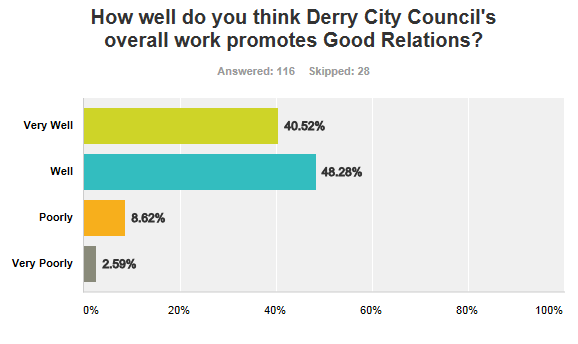 How well do you think Derry City Council's
overall work promotes Good Relations?
Answered: 116 Skipped: 28
Very Well 40.52%
Well 48.28%
Poorly 8.62%
Very Poorly 2.59%
0% 20% 40% 60% 80% 100%